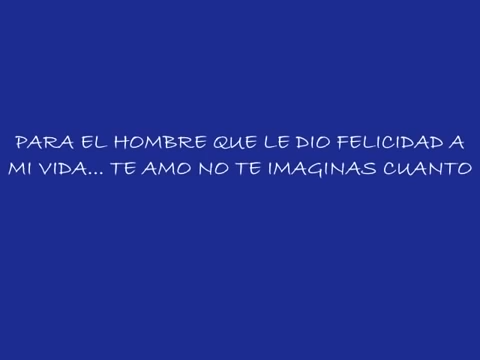 PARA EL HOMBRE QUE LE DIO FELICIDAD A
MI VIDA... TE AMO NO TE IMAGINAS CUANTO